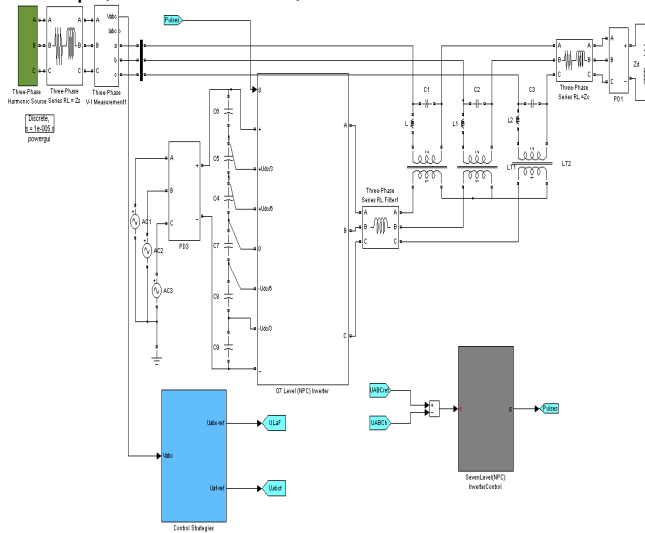 Three-Phase
Harmonic Source
A
B
C
Three-Phase
Series RL = Zs
A
B
C
A
B
C
Three-Phase
V-I Measurement1
A
B
C
Vabc
Iabc
a
b
c
Discrete,
s = 1e-005 s
powergui
a
b
c
Pulses
g
+
+Udc/3
+Udc/6
0
-Udc/6
-Udc/3
-
A
B
C
07 Level (NPC) Inverter
C6
C5
C4
C7
C8
C9
AC1
AC2
AC3
A
B
C
+
-
PD3
Three-Phase
Series RL Filter1
A
B
C
A
B
C
C1
C2
C3
L
L1
L2
LT1
LT2
Three-Phase
Series RL =Zc
A
B
C
A
B
C
A
B
C
+
-
PD1
Zd
Vabc
Uabc-ref
Uaf-ref
Control Strategies
ULaF
Uabcf
UABCref
UABCh
+
-
g
SevenLevel(NPC)
InverterControl
Pulses